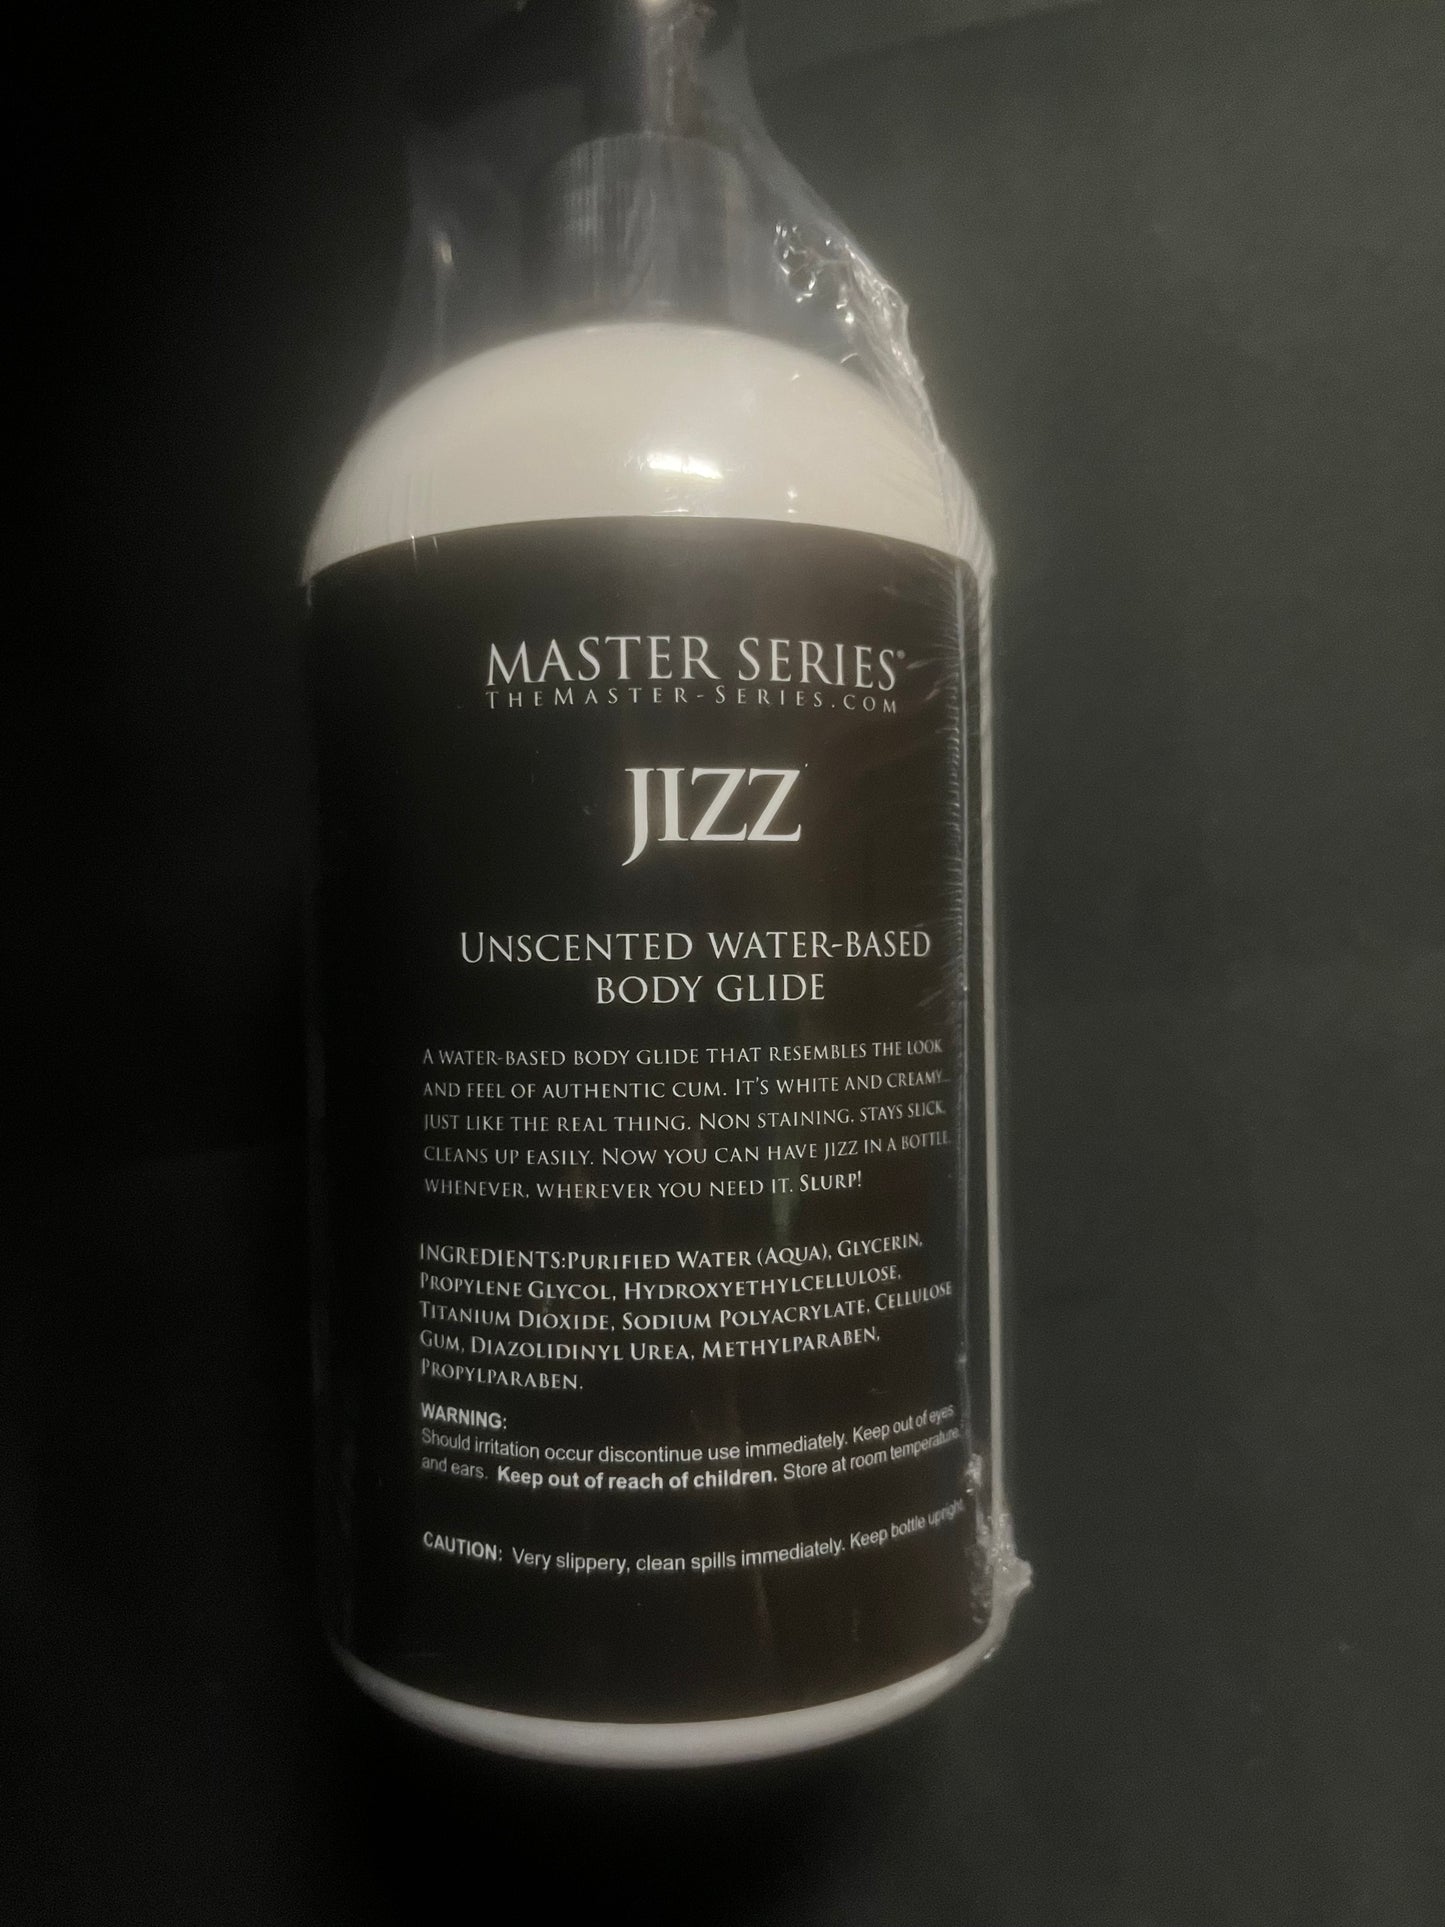 MASTER SERIES®
THEMASTER-SERIES.COM
JIZZ
UNSCENTED WATER-BASED
BODY GLIDE
A WATER-BASED BODY GLIDE THAT RESEMBLES THE LOOK
AND FEEL OF AUTHENTIC CUM. IT'S WHITE AND CREAMY...
JUST LIKE THE REAL THING. NON STAINING, STAYS SLICK,
CLEANS UP EASILY. NOW YOU CAN HAVE JIZZ IN A BOTTLE,
WHENEVER, WHEREVER YOU NEED IT. SLURP!
INGREDIENTS:PURIFIED WATER (AQUA), GLYCERIN,
PROPYLENE GLYCOL, HYDROXYETHYLCELLULOSE,
TITANIUM DIOXIDE, SODIUM POLYACRYLATE, CELLULOSE
GUM, DIAZOLIDINYL UREA, METHYLPARABEN,
PROPYLPARABEN.
WARNING:
Should irritation occur discontinue use immediately. Keep out of eyes
and ears. Keep out of reach of children. Store at room temperature.
CAUTION: Very slippery, clean spills immediately. Keep bottle upright.